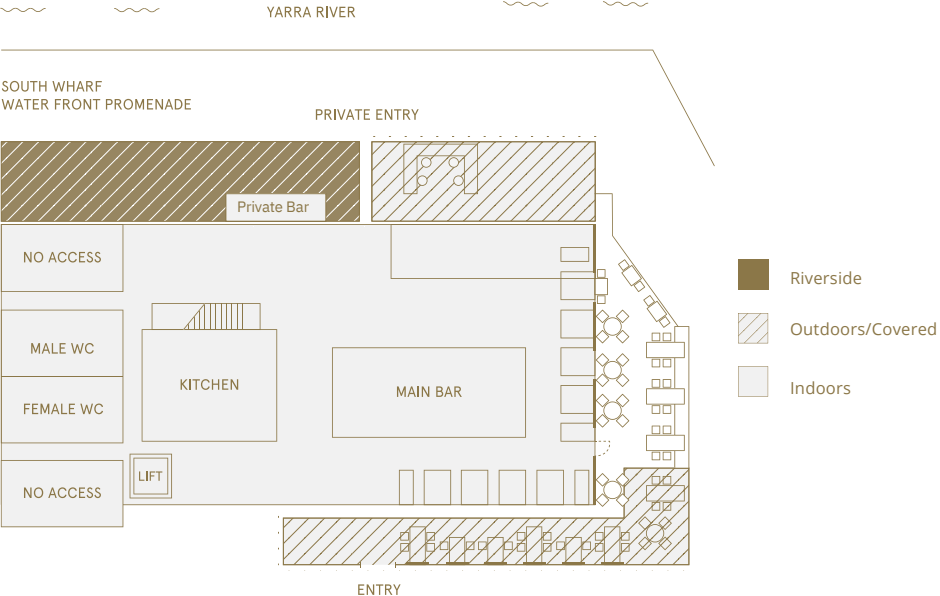 YARRA RIVER
SOUTH WHARF
WATER FRONT PROMENADE
PRIVATE ENTRY
Private Bar
NO ACCESS
MALE WC
KITCHEN
MAIN BAR
FEMALE WC
LIFT
NO ACCESS
ENTRY
Riverside
Outdoors/Covered
Indoors